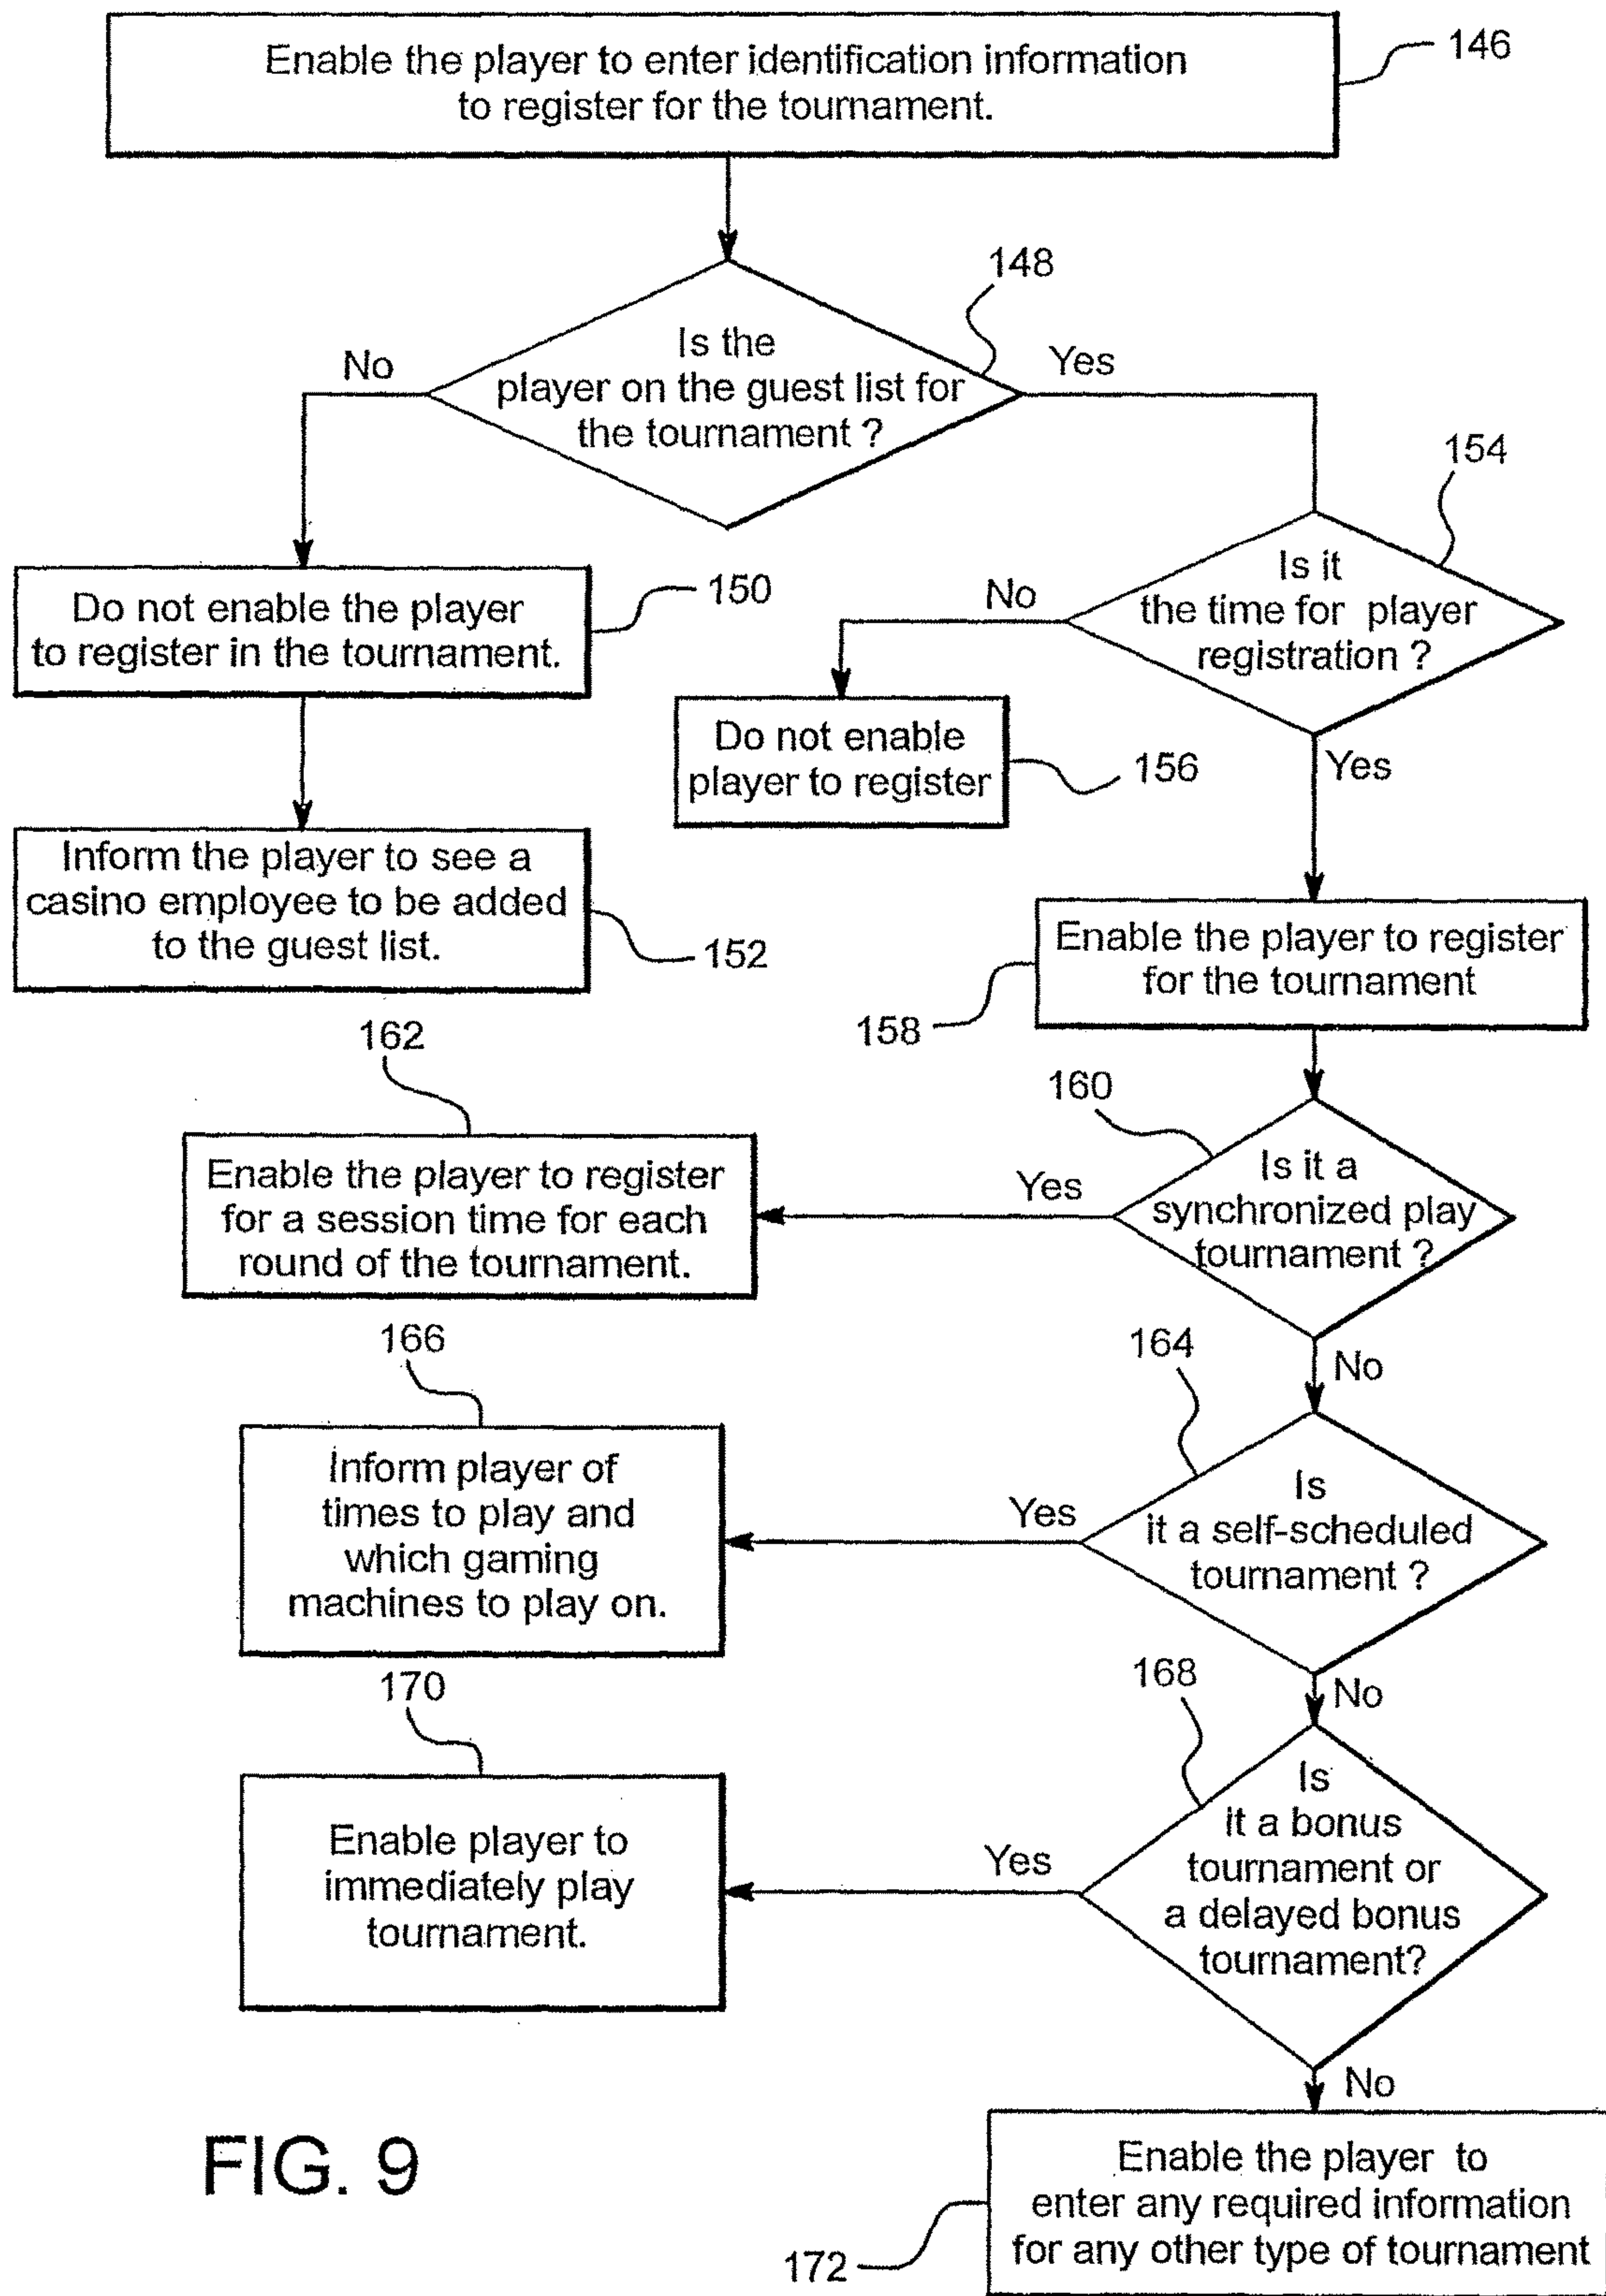 Enable the player to enter identification information
to register for the tournament.
146
148
Is the
player on the guest list for
the tournament ?
No
Yes
154
Is it
the time for player
registration ?
No
Yes
Do not enable the player
to register in the tournament.
150
Do not enable
player to register
156
Inform the player to see a
casino employee to be added
to the guest list.
152
Enable the player to register
for the tournament
158
162
160
Enable the player to register
for a session time for each
round of the tournament.
Yes
Is it a
synchronized play
tournament ?
No
166
164
Inform player of
times to play and
which gaming
machines to play on.
Yes
Is
it a self-scheduled
tournament ?
No
170
168
Enable player to
immediately play
tournament.
Yes
Is
it a bonus
tournament or
a delayed bonus
tournament?
No
Enable the player to
enter any required information
for any other type of tournament
172
FIG. 9